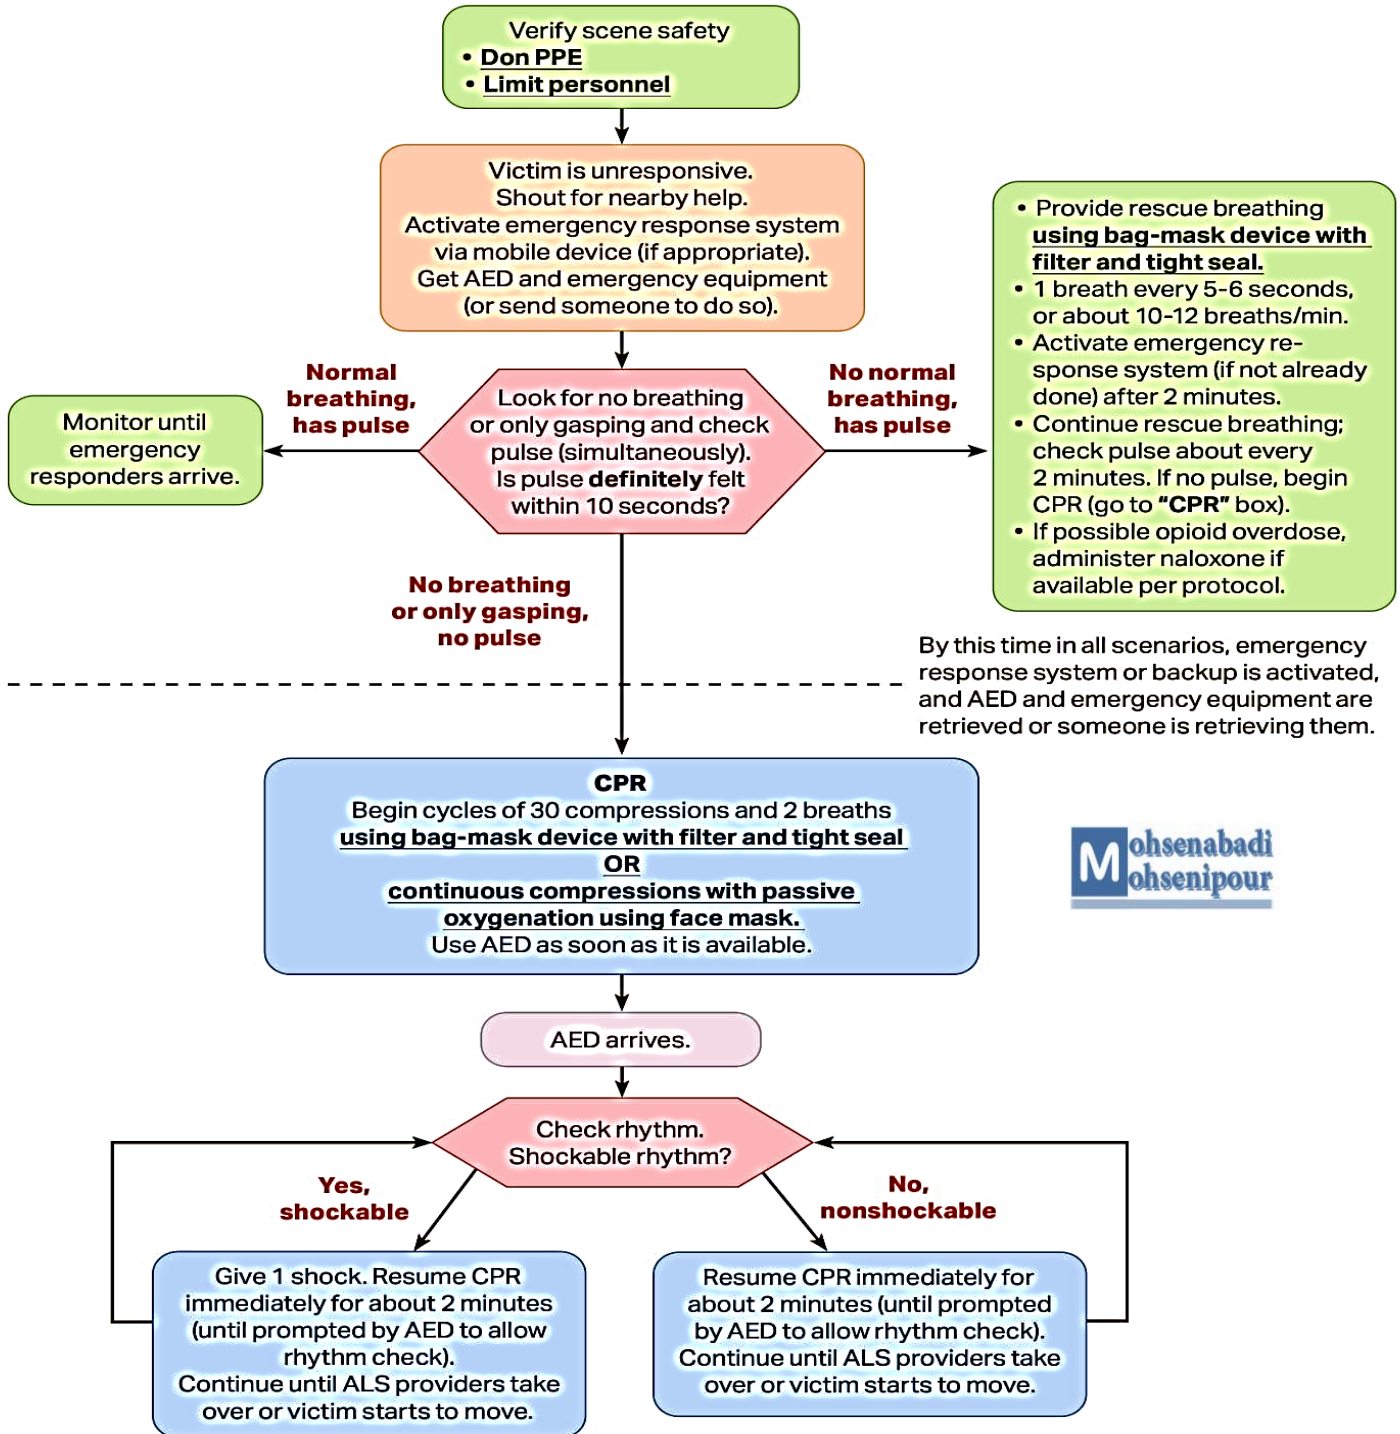 Verify scene safety
• Don PPE
• Limit personnel
Victim is unresponsive.
Shout for nearby help.
Activate emergency response system
via mobile device (if appropriate).
Get AED and emergency equipment
(or send someone to do so).
Normal
breathing,
has pulse
Look for no breathing
or only gasping and check
pulse (simultaneously).
Is pulse definitely felt
within 10 seconds?
No normal
breathing,
has pulse
Monitor until
emergency
responders arrive.
• Provide rescue breathing
using bag-mask device with
filter and tight seal.
• 1 breath every 5-6 seconds,
or about 10-12 breaths/min.
• Activate emergency re-
sponse system (if not already
done) after 2 minutes.
• Continue rescue breathing;
check pulse about every
2 minutes. If no pulse, begin
CPR (go to “CPR” box).
• If possible opioid overdose,
administer naloxone if
available per protocol.
No breathing
or only gasping,
no pulse
By this time in all scenarios, emergency
response system or backup is activated,
and AED and emergency equipment are
retrieved or someone is retrieving them.
CPR
Begin cycles of 30 compressions and 2 breaths
using bag-mask device with filter and tight seal
OR
continuous compressions with passive
oxygenation using face mask.
Use AED as soon as it is available.
Mohsenabadi
Mohsenipour
AED arrives.
Check rhythm.
Shockable rhythm?
Yes,
shockable
No,
nonshockable
Give 1 shock. Resume CPR
immediately for about 2 minutes
(until prompted by AED to allow
rhythm check).
Continue until ALS providers take
over or victim starts to move.
Resume CPR immediately for
about 2 minutes (until prompted
by AED to allow rhythm check).
Continue until ALS providers take
over or victim starts to move.